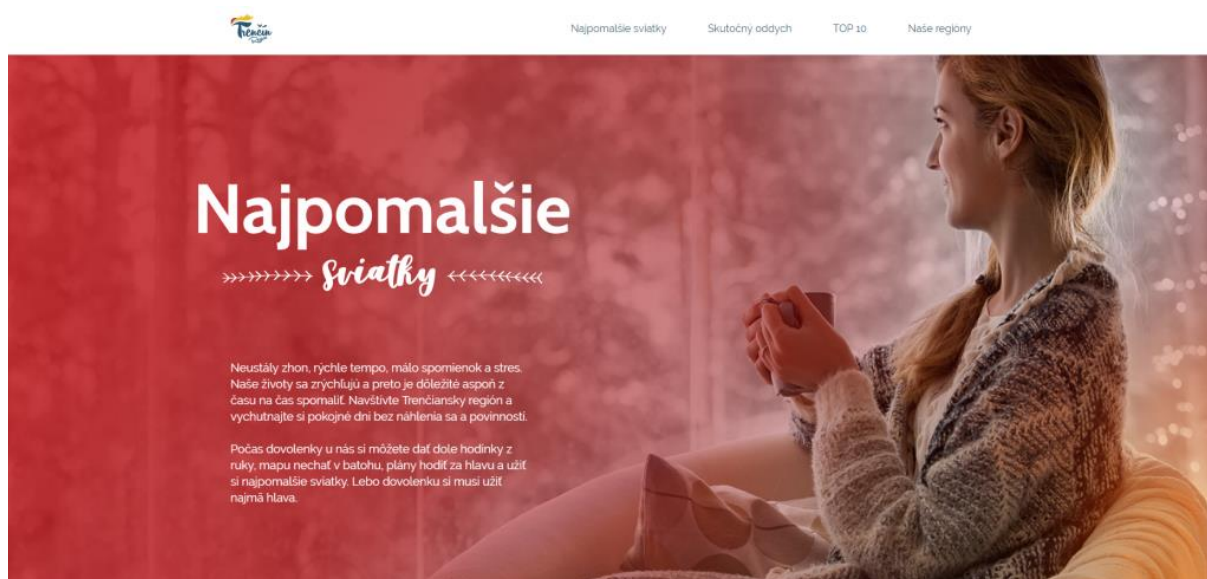 Trenčín
región
Najpomalšie sviatky
Skutočný oddych
TOP 10
Naše regióny
Najpomalšie
sviatky
Neustály zhon, rýchle tempo, málo spomienok a stres.
Naše životy sa zrýchľujú a preto je dôležité aspoň z
času na čas spomaliť. Navštívte Trenčiansky región a
vychutnajte si pokojné dni bez náhlenia sa a povinností.
Počas dovolenky u nás si môžete dať dole hodinky z
ruky, mapu nechať v batohu, plány hodiť za hlavu a užiť
si najpomalšie sviatky. Lebo dovolenku si musí užiť
najmä hlava.